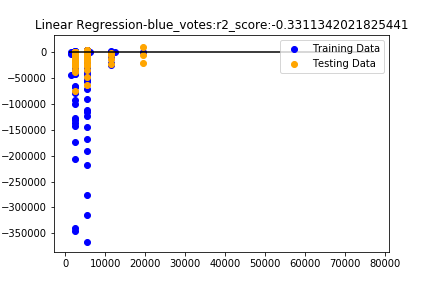 Linear Regression-blue_votes:r2_score:-0.3311342021825441
Training Data
Testing Data
0
−50000
−100000
−150000
−200000
−250000
−300000
−350000
0 10000 20000 30000 40000 50000 60000 70000 80000